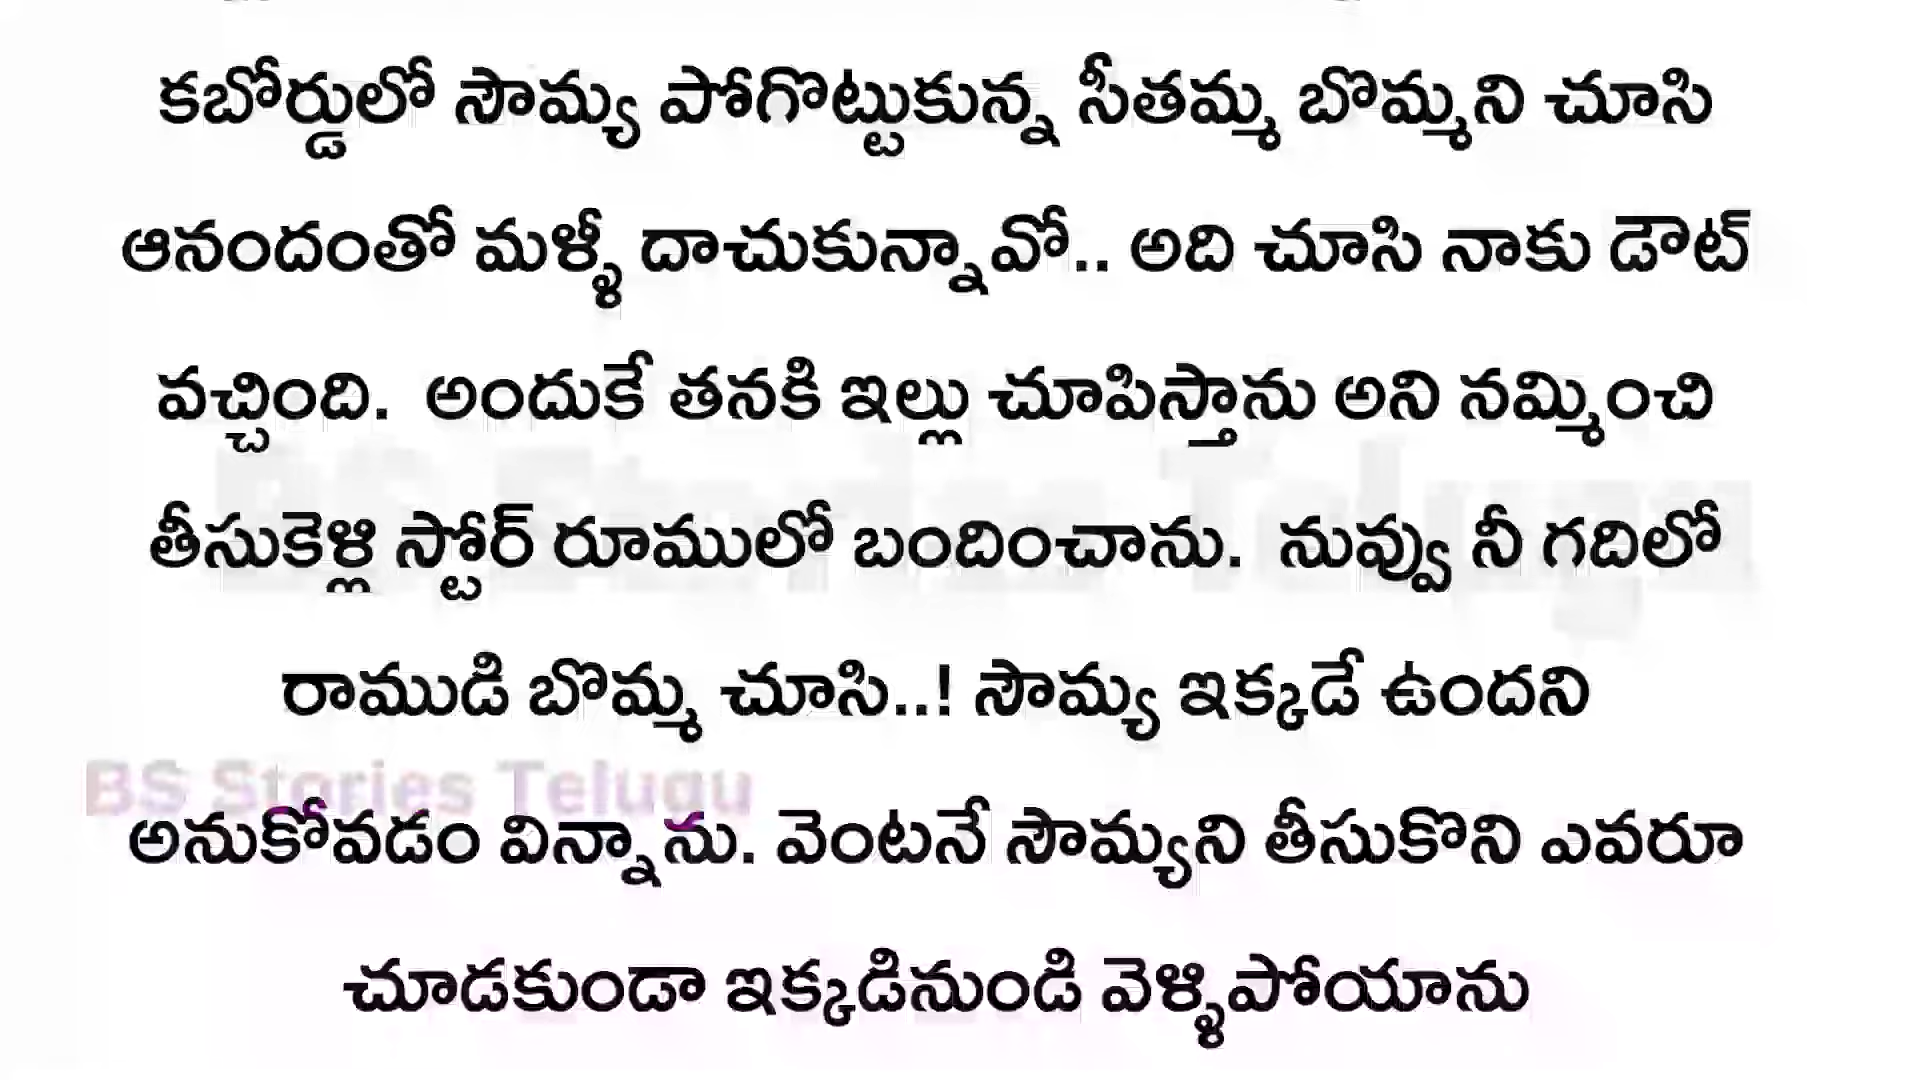 కబోర్డులో సౌమ్య పోగొట్టుకున్న సీతమ్మ బొమ్మని చూసి
ఆనందంతో మళ్ళీ దాచుకున్నావో.. అది చూసి నాకు డౌట్
వచ్చింది. అందుకే తనకి ఇల్లు చూపిస్తాను అని నమ్మించి
తీసుకెళ్లి స్టోర్ రూములో బందించాను. నువ్వు నీ గదిలో
రాముడి బొమ్మ చూసి..! సౌమ్య ఇక్కడే ఉందని
BS Stories Telugu
అనుకోవడం విన్నాను. వెంటనే సౌమ్యని తీసుకొని ఎవరూ
చూడకుండా ఇక్కడినుండి వెళ్ళిపోయాను